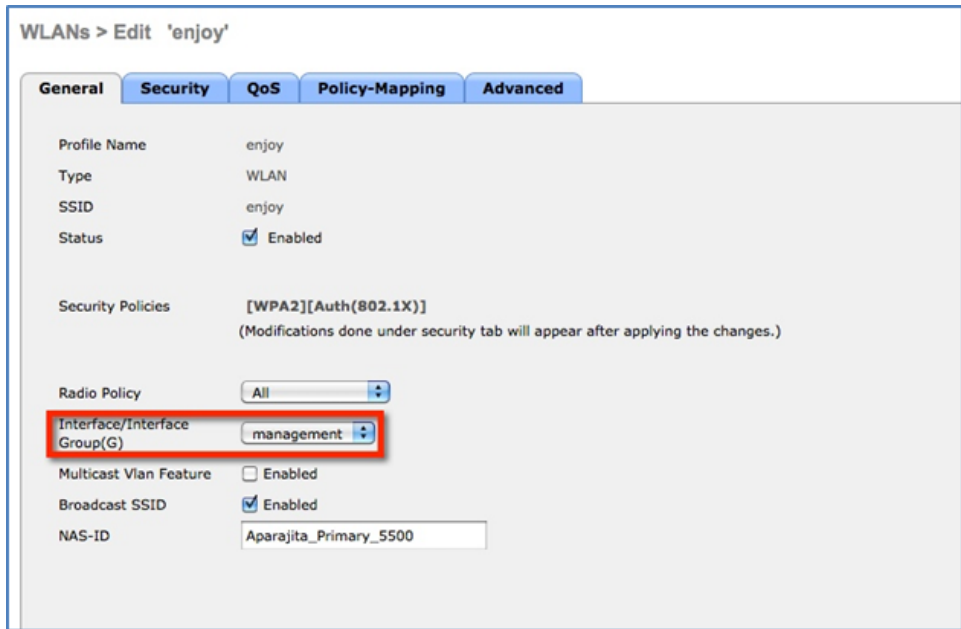 WLANs > Edit 'enjoy'
General Security QoS Policy-Mapping Advanced
Profile Name enjoy
Type WLAN
SSID enjoy
Status Enabled
Security Policies [WPA2][Auth(802.1X)]
(Modifications done under security tab will appear after applying the changes.)
Radio Policy All
Interface/Interface
Group(G) management
Multicast Vlan Feature Enabled
Broadcast SSID Enabled
NAS-ID Aparajita_Primary_5500